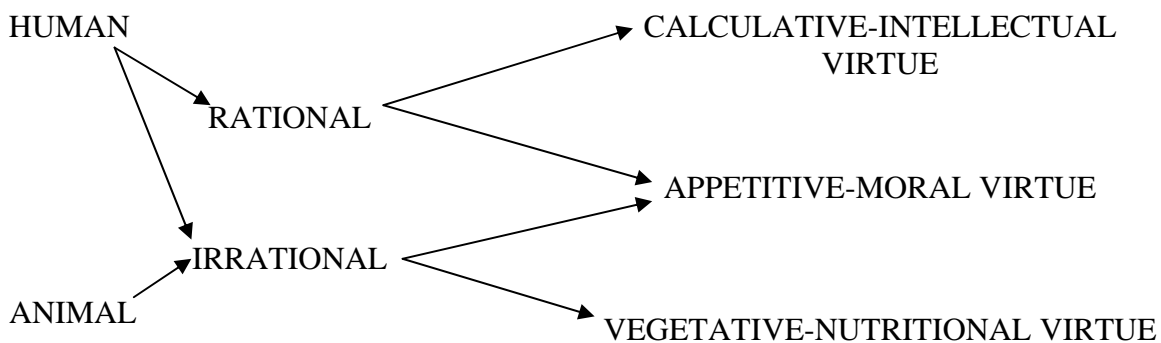 HUMAN
CALCULATIVE-INTELLECTUAL
VIRTUE
RATIONAL
APPETITIVE-MORAL VIRTUE
IRRATIONAL
ANIMAL
VEGETATIVE-NUTRITIONAL VIRTUE